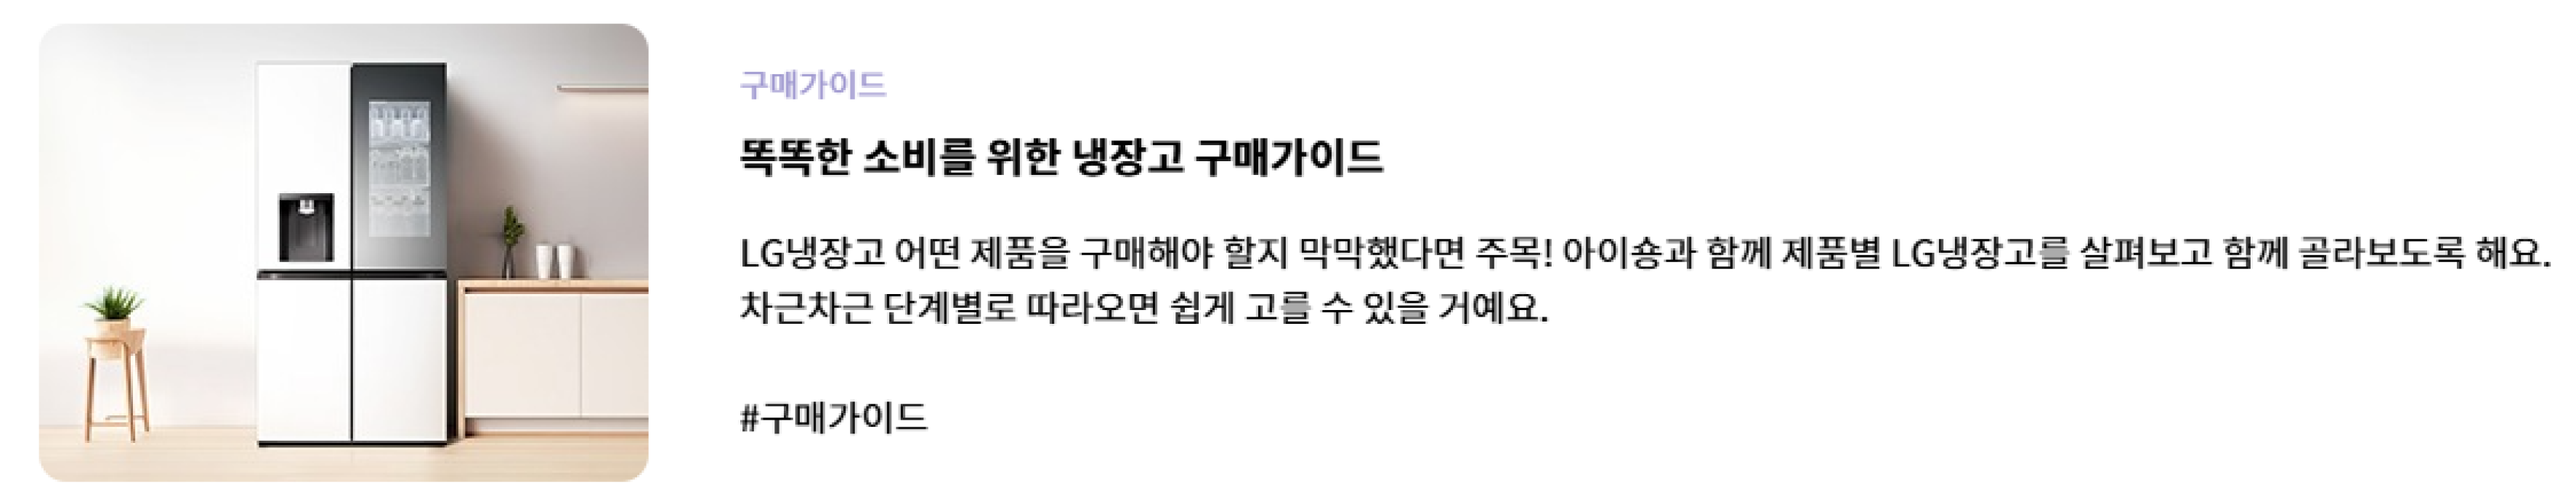 구매가이드
똑똑한 소비를 위한 냉장고 구매가이드
LG냉장고 어떤 제품을 구매해야 할지 막막했다면 주목! 아이숑과 함께 제품별 LG냉장고를 살펴보고 함께 골라보도록 해요.
차근차근 단계별로 따라오면 쉽게 고를 수 있을 거예요.
#구매가이드